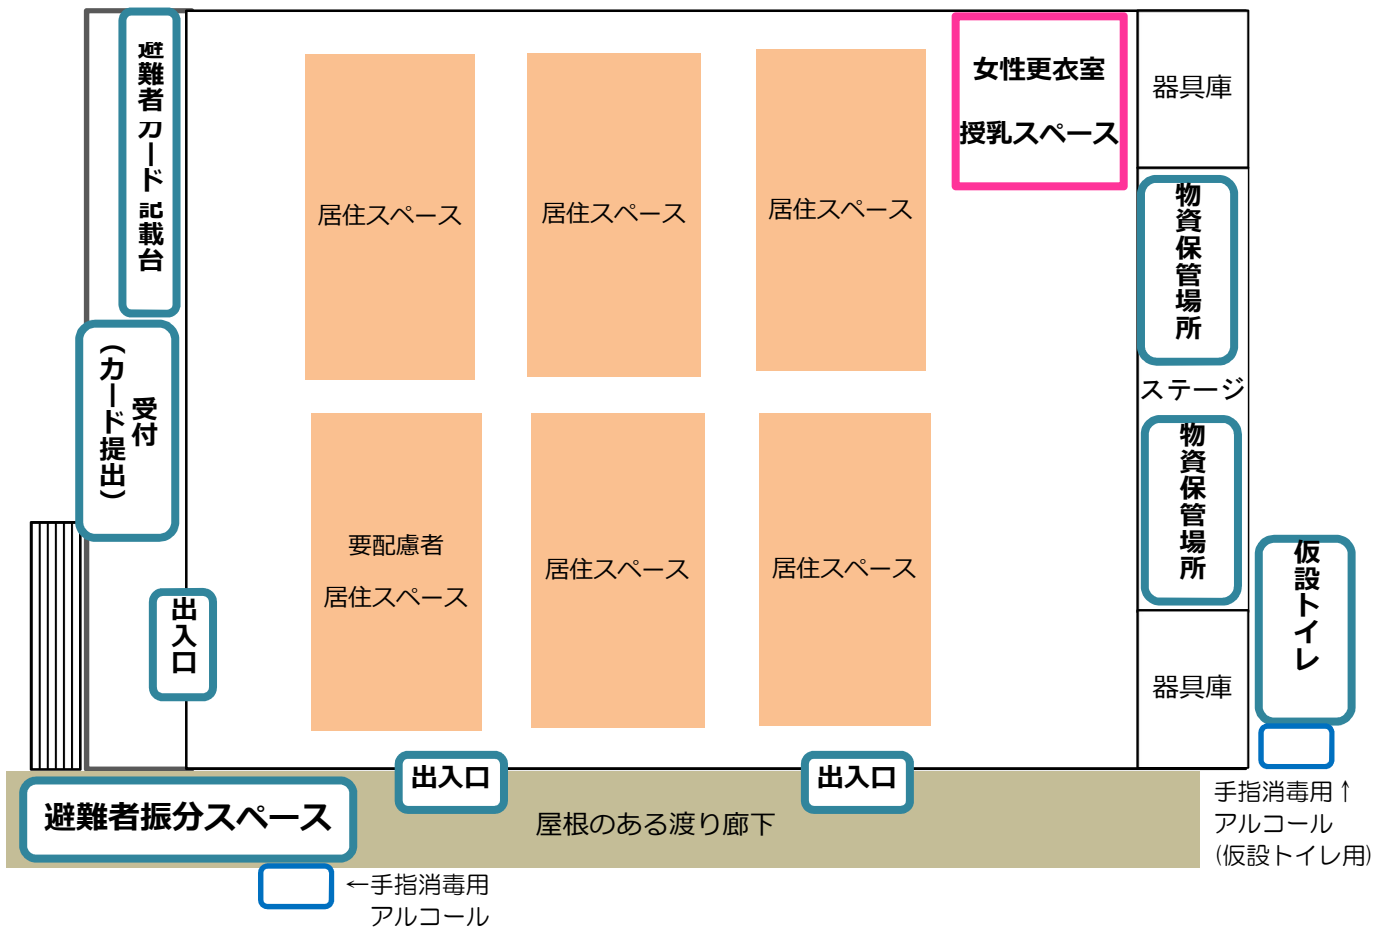 避難者カード記載台
受付
(カード提出)
出入口
居住スペース
居住スペース
居住スペース
女性更衣室
授乳スペース
器具庫
物資保管場所
ステージ
物資保管場所
器具庫
要配慮者
居住スペース
居住スペース
居住スペース
仮設トイレ
出入口
出入口
避難者振分スペース
屋根のある渡り廊下
手指消毒用↑
アルコール
(仮設トイレ用)
←手指消毒用
アルコール